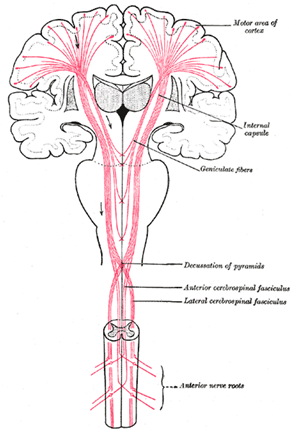 Motor area of
cortex
Internal
capsule
Geniculate fibers
Decussation of pyramids
Anterior cerebrospinal fasciculus
Lateral cerebrospinal fasciculus
Anterior nerve roots